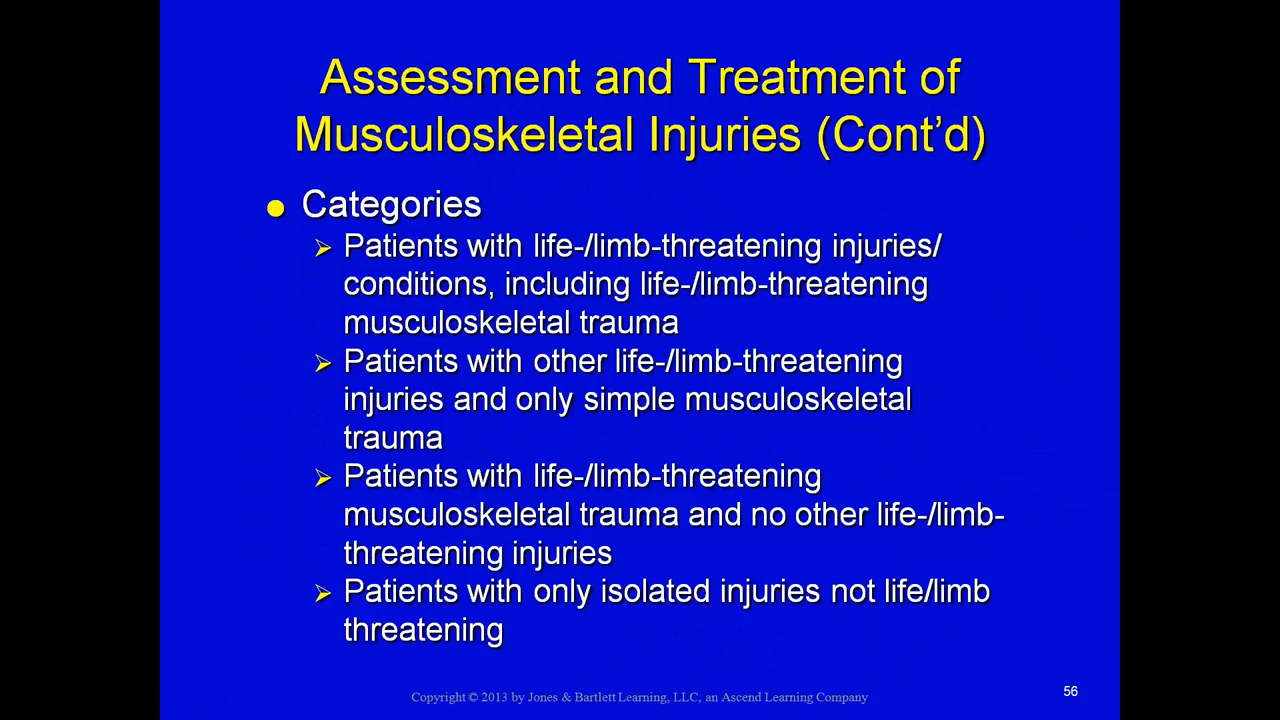 Assessment and Treatment of
Musculoskeletal Injuries (Cont’d)
Categories
Patients with life-/limb-threatening injuries/
conditions, including life-/limb-threatening
musculoskeletal trauma
Patients with other life-/limb-threatening
injuries and only simple musculoskeletal
trauma
Patients with life-/limb-threatening
musculoskeletal trauma and no other life-/limb-
threatening injuries
Patients with only isolated injuries not life/limb
threatening
Copyright © 2013 by Jones & Bartlett Learning, LLC, an Ascend Learning Company
56